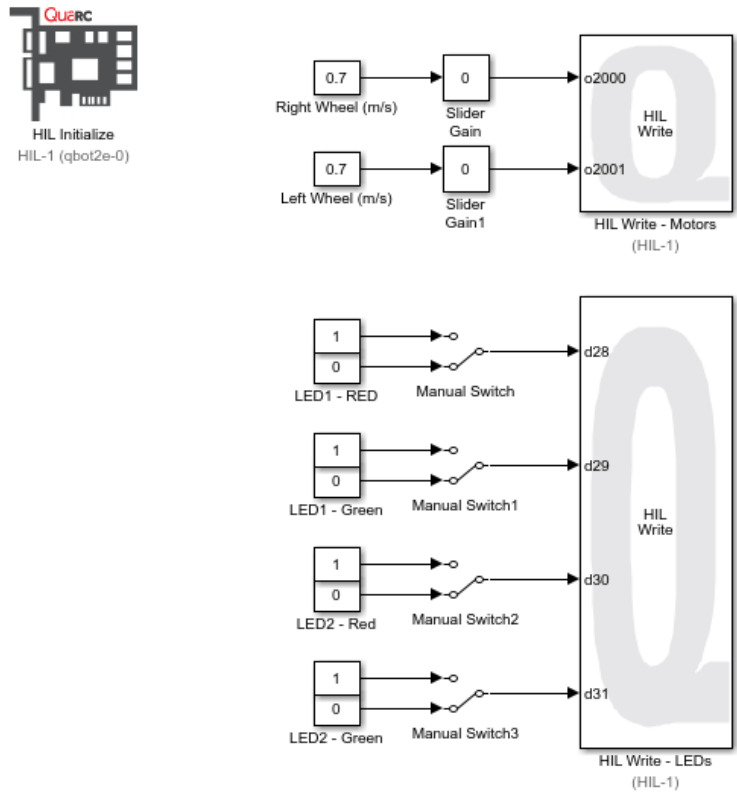 QUARC
HIL Initialize
HIL-1 (qbot2e-0)
0.7
Right Wheel (m/s)
0
Slider
Gain
o2000
0.7
Left Wheel (m/s)
0
Slider
Gain1
o2001
HIL
Write
HIL Write - Motors
(HIL-1)
1
0
LED1 - RED
Manual Switch
d28
1
0
LED1 - Green
Manual Switch1
d29
1
0
LED2 - Red
Manual Switch2
d30
1
0
LED2 - Green
Manual Switch3
d31
HIL
Write
HIL Write - LEDs
(HIL-1)